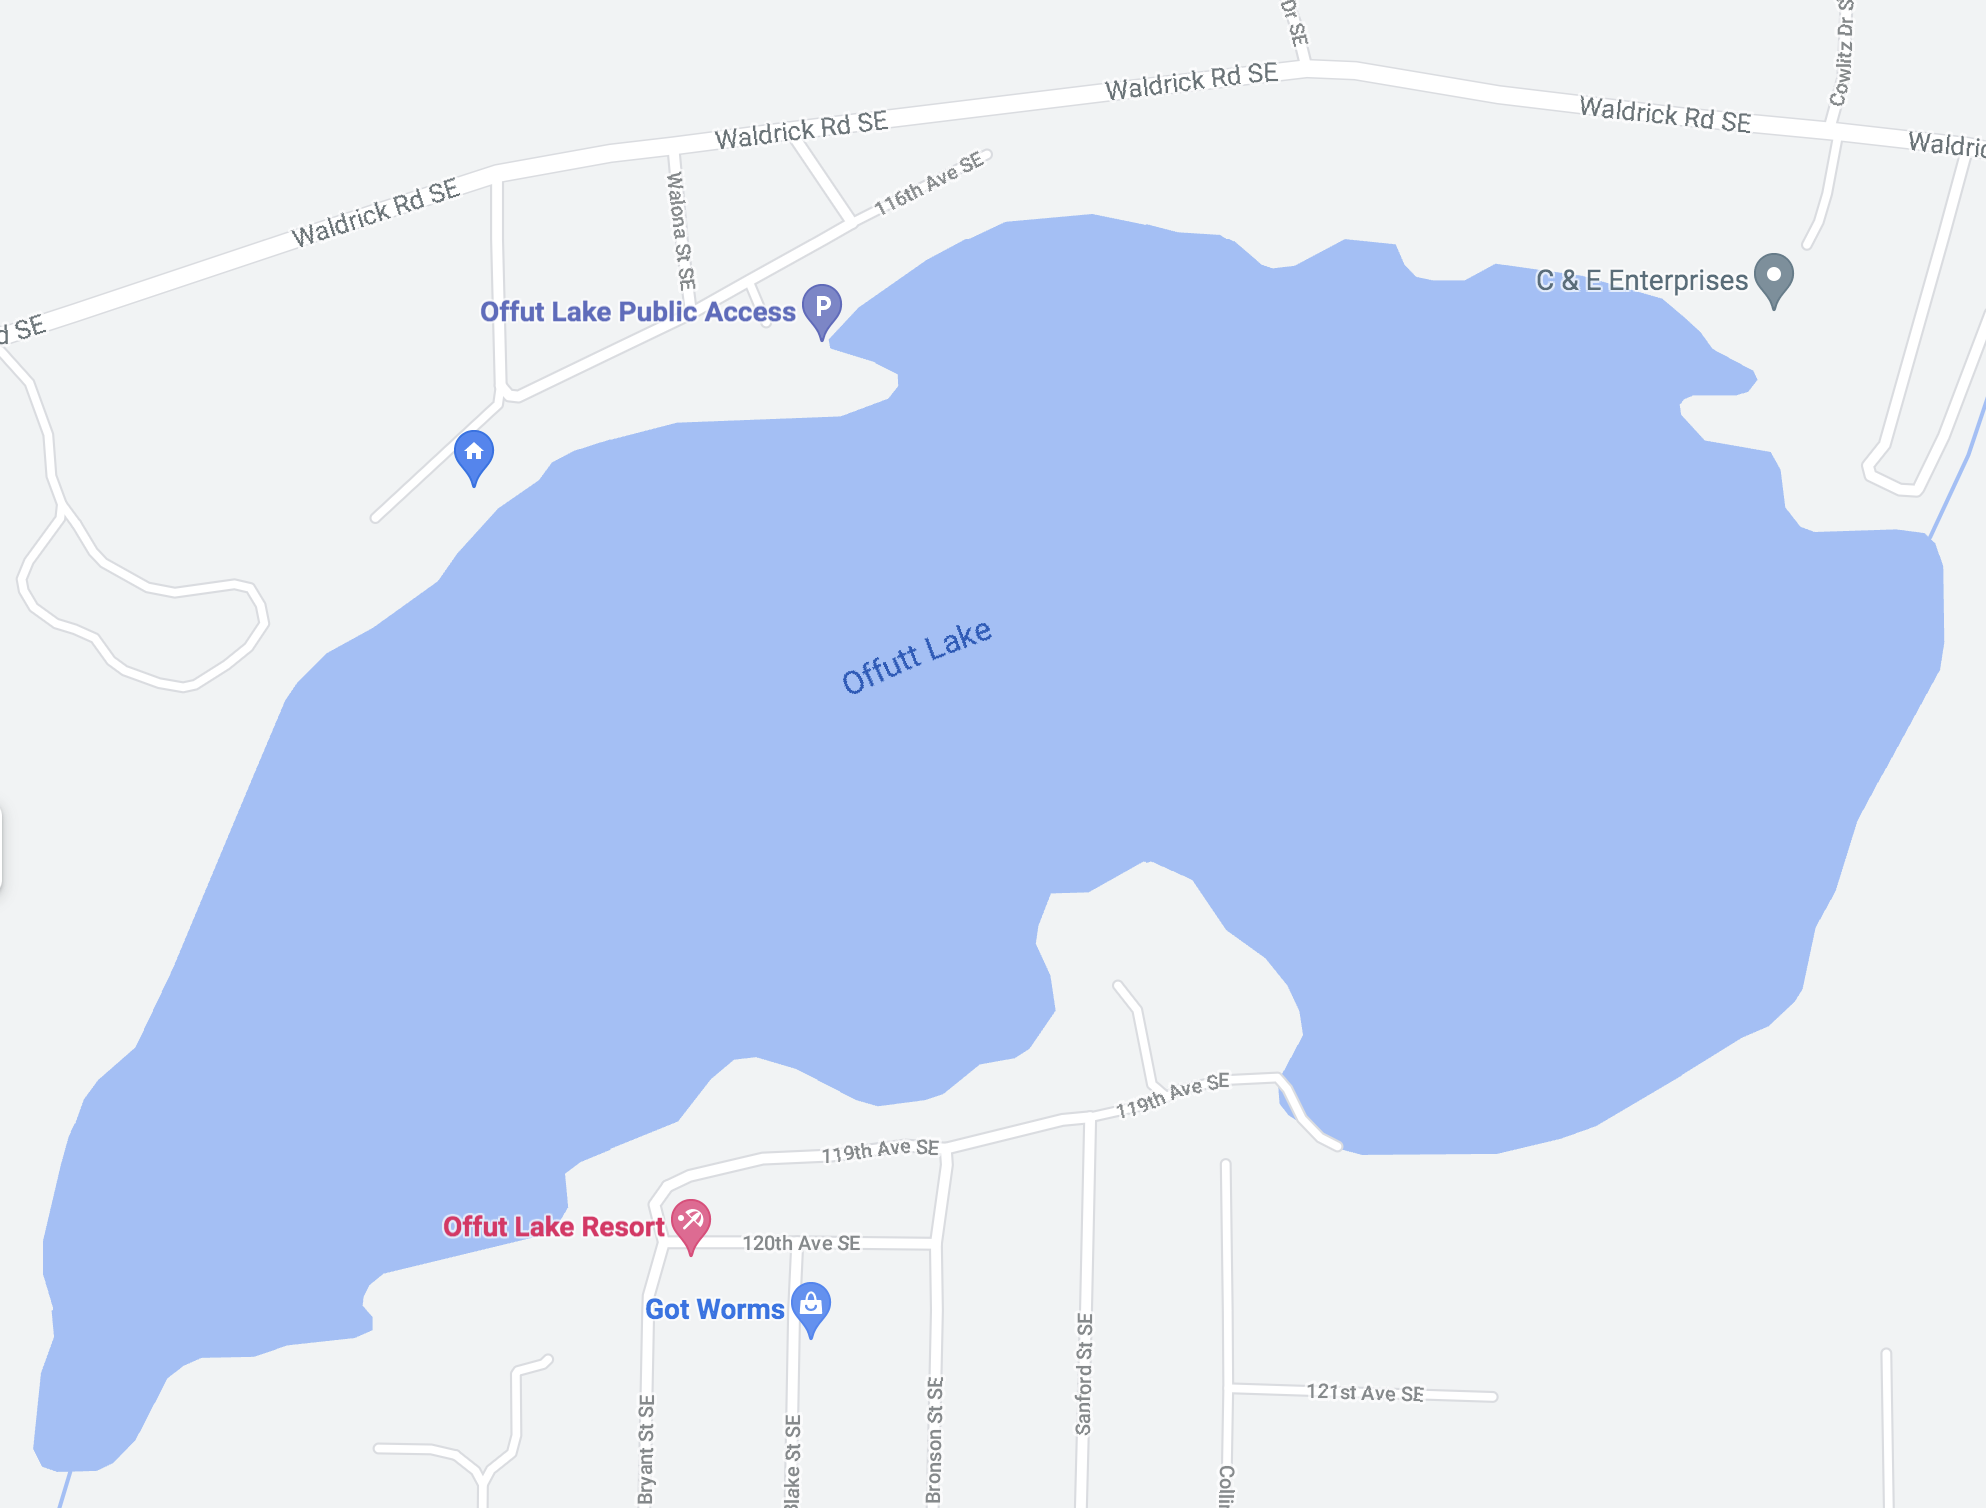 Dr SE
Cowlitz Dr S
Waldrick Rd SE
Waldrick Rd SE
Waldrick Rd SE
Waldric
Waldrick Rd SE
116th Ave SE
Walona St SE
C & E Enterprises
Offut Lake Public Access
P
d SE
Offutt Lake
119th Ave SE
119th Ave SE
Offut Lake Resort
120th Ave SE
Got Worms
Sanford St SE
121st Ave SE
Bryant St SE
Blake St SE
Bronson St SE
Colli